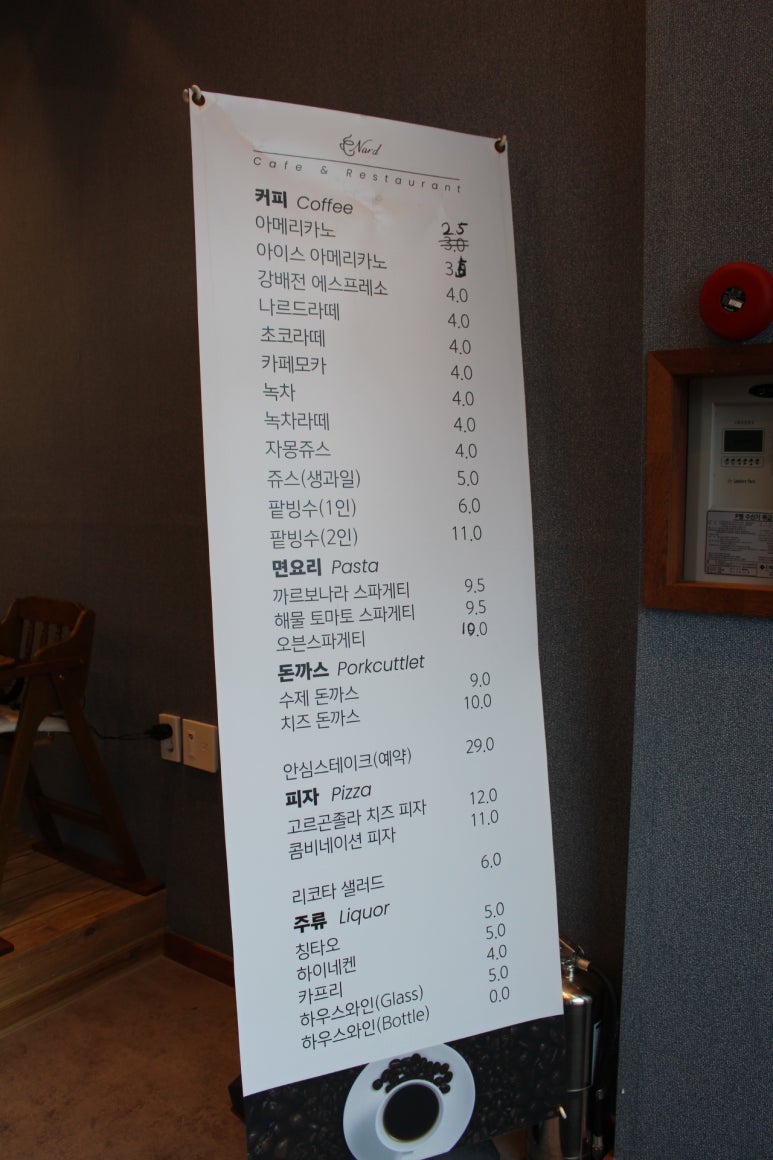 Nard
Cafe & Restaurant
커피 Coffee
아메리카노 2.5 3.0
아이스 아메리카노 3.5
강배전 에스프레소 4.0
나르드라떼 4.0
초코라떼 4.0
카페모카 4.0
녹차 4.0
녹차라떼 4.0
자몽쥬스 4.0
쥬스(생과일) 5.0
팥빙수(1인) 6.0
팥빙수(2인) 11.0
면요리 Pasta
까르보나라 스파게티 9.5
해물 토마토 스파게티 9.5
오븐스파게티 10.0
돈까스 Porkcuttlet
수제 돈까스 9.0
치즈 돈까스 10.0
안심스테이크(예약) 29.0
피자 Pizza
고르곤졸라 치즈 피자 12.0
콤비네이션 피자 11.0
리코타 샐러드 6.0
주류 Liquor
칭타오 5.0
하이네켄 5.0
카프리 4.0
하우스와인(Glass) 5.0
하우스와인(Bottle) 0.0